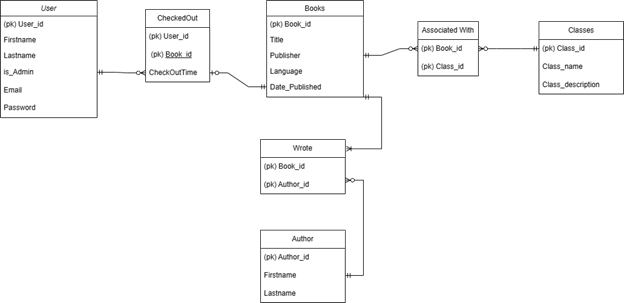 User
(pk) User_id
Firstname
Lastname
is_Admin
Email
Password
CheckedOut
(pk) User_id
(pk) Book_id
CheckOutTime
Books
(pk) Book_id
Title
Publisher
Language
Date_Published
Associated With
(pk) Book_id
(pk) Class_id
Classes
(pk) Class_id
Class_name
Class_description
Wrote
(pk) Book_id
(pk) Author_id
Author
(pk) Author_id
Firstname
Lastname